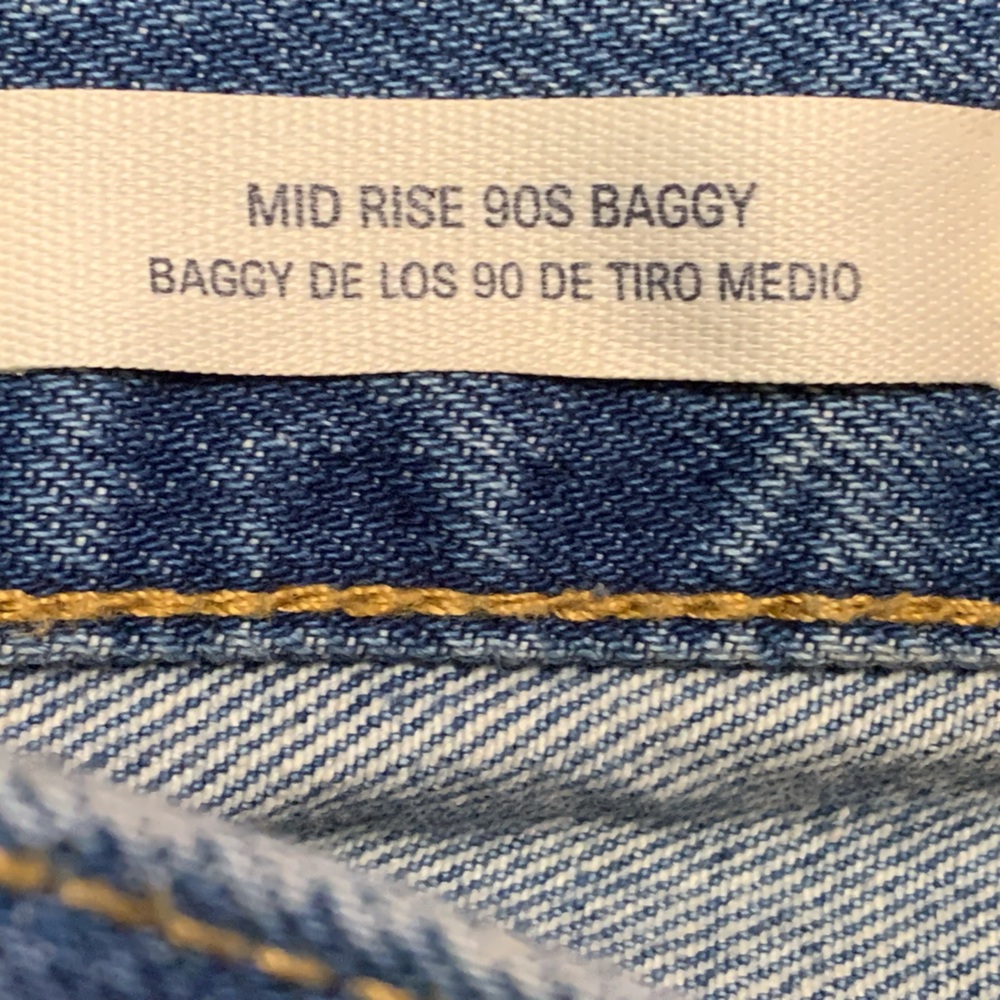 MID RISE 90S BAGGY
BAGGY DE LOS 90 DE TIRO MEDIO